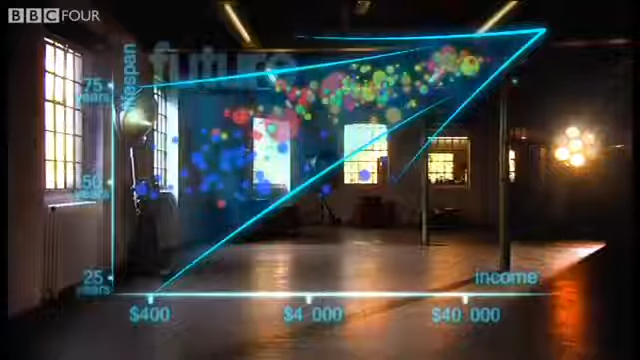 BBC FOUR
future
lifespan
75
years
50
years
25
years
income
$400
$4 000
$40 000